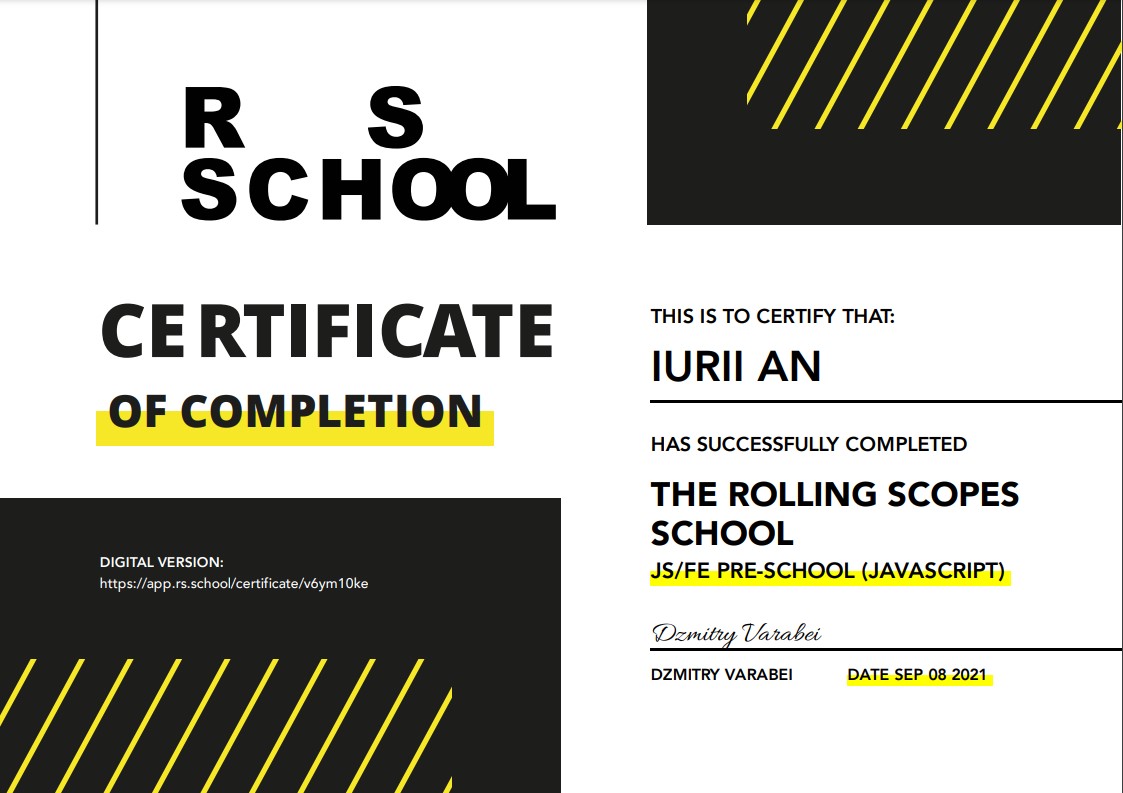 R S
SCHOOL
CERTIFICATE
OF COMPLETION
DIGITAL VERSION:
https://app.rs.school/certificate/v6ym10ke
THIS IS TO CERTIFY THAT:
IURII AN
HAS SUCCESSFULLY COMPLETED
THE ROLLING SCOPES
SCHOOL
JS/FE PRE-SCHOOL (JAVASCRIPT)
Dzmitry Varabei
DZMITRY VARABEI DATE SEP 08 2021